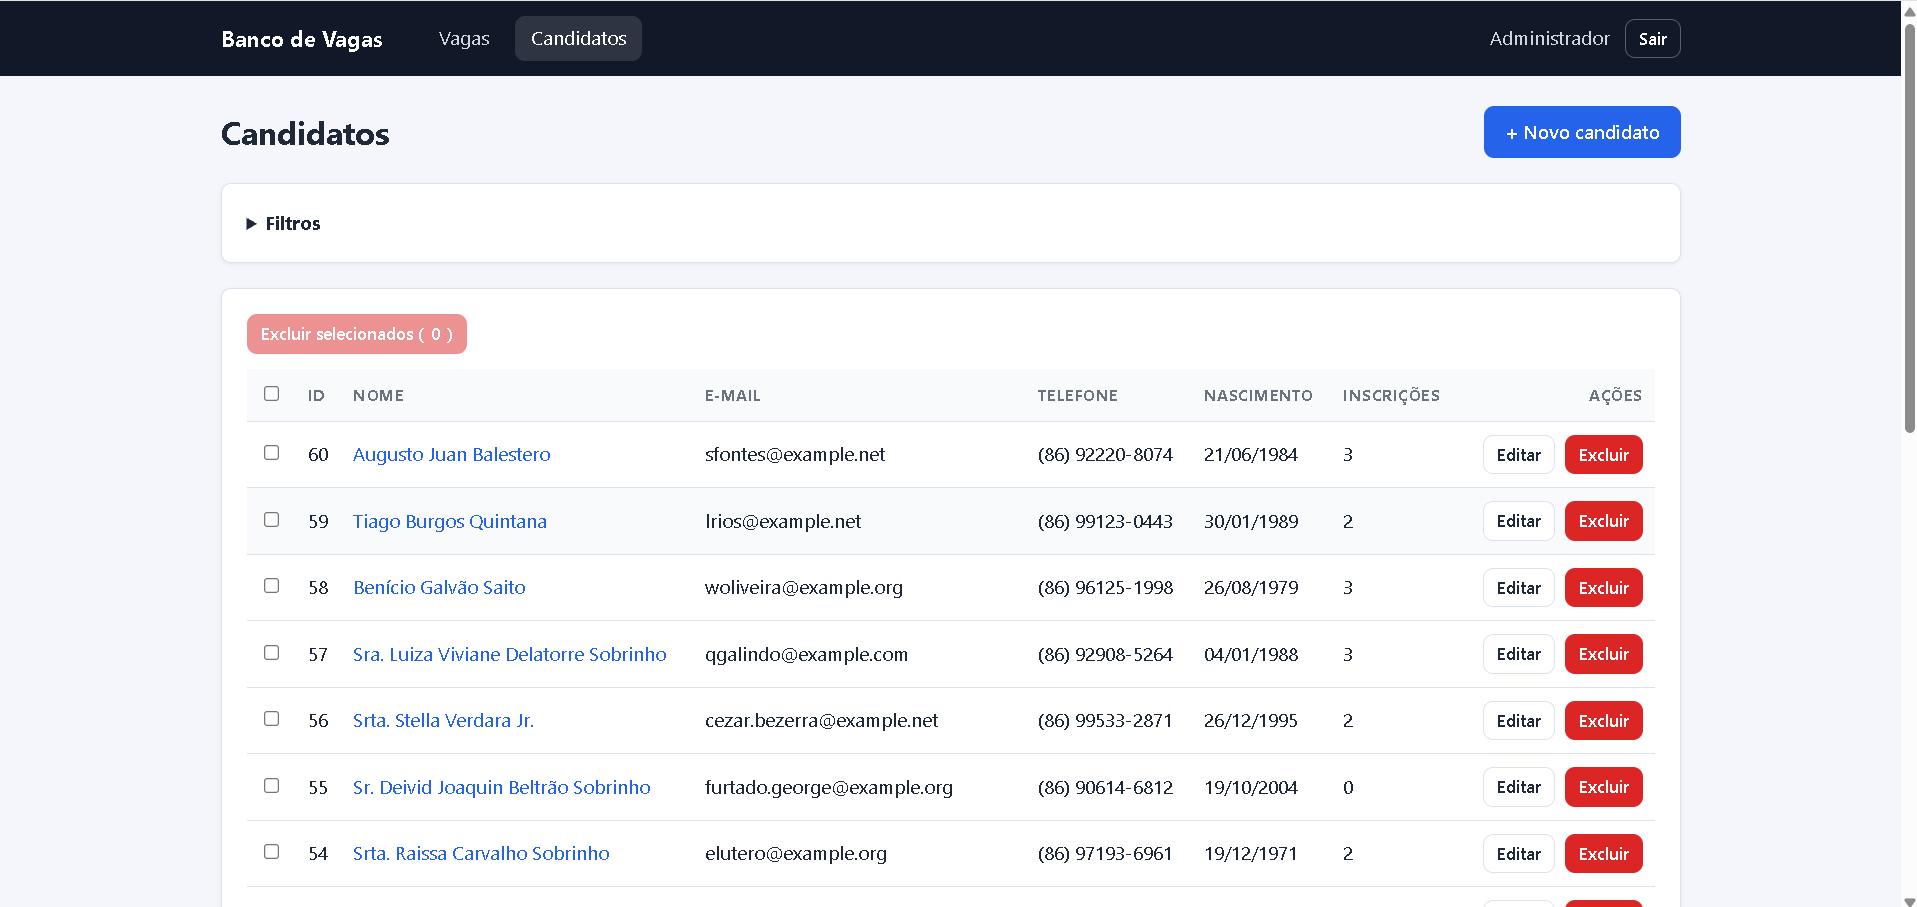 Banco de Vagas Vagas Candidatos Administrador Sair
Candidatos + Novo candidato
▶ Filtros
Excluir selecionados ( 0 )
ID NOME E-MAIL TELEFONE NASCIMENTO INSCRIÇÕES AÇÕES
60 Augusto Juan Balestero sfontes@example.net (86) 92220-8074 21/06/1984 3 Editar Excluir
59 Tiago Burgos Quintana lrios@example.net (86) 99123-0443 30/01/1989 2 Editar Excluir
58 Benício Galvão Saito woliveira@example.org (86) 96125-1998 26/08/1979 3 Editar Excluir
57 Sra. Luiza Viviane Delatorre Sobrinho qgalindo@example.com (86) 92908-5264 04/01/1988 3 Editar Excluir
56 Srta. Stella Verdara Jr. cezar.bezerra@example.net (86) 99533-2871 26/12/1995 2 Editar Excluir
55 Sr. Deivid Joaquin Beltrão Sobrinho furtado.george@example.org (86) 90614-6812 19/10/2004 0 Editar Excluir
54 Srta. Raissa Carvalho Sobrinho elutero@example.org (86) 97193-6961 19/12/1971 2 Editar Excluir